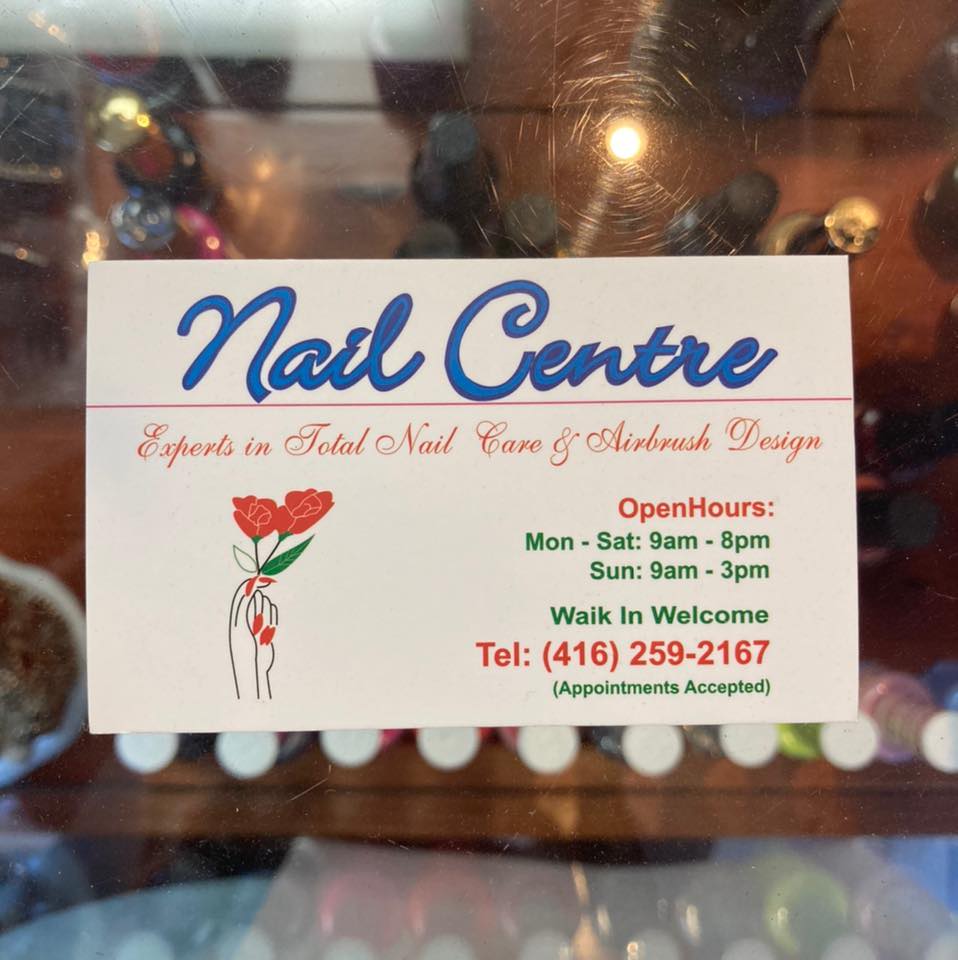 Nail Centre
Experts in Total Nail Care & Airbrush Design
OpenHours:
Mon - Sat: 9am - 8pm
Sun: 9am - 3pm
Waik In Welcome
Tel: (416) 259-2167
(Appointments Accepted)